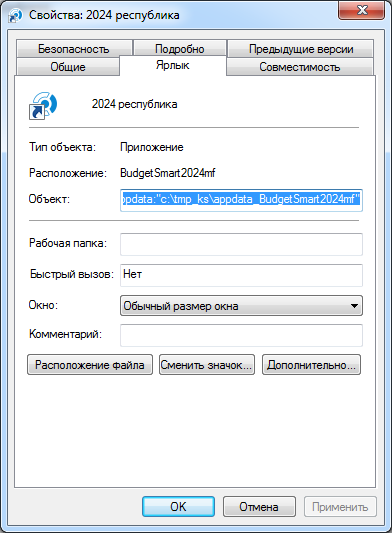 Свойства: 2024 республика
Безопасность Подробно Предыдущие версии
Общие Ярлык Совместимость
2024 республика
Тип объекта: Приложение
Расположение: BudgetSmart2024mf
Объект: ppdata:"c:\tmp_ks\appdata_BudgetSmart2024mf"
Рабочая папка:
Быстрый вызов: Нет
Окно: Обычный размер окна
Комментарий:
Расположение файла Сменить значок... Дополнительно...
OK Отмена Применить